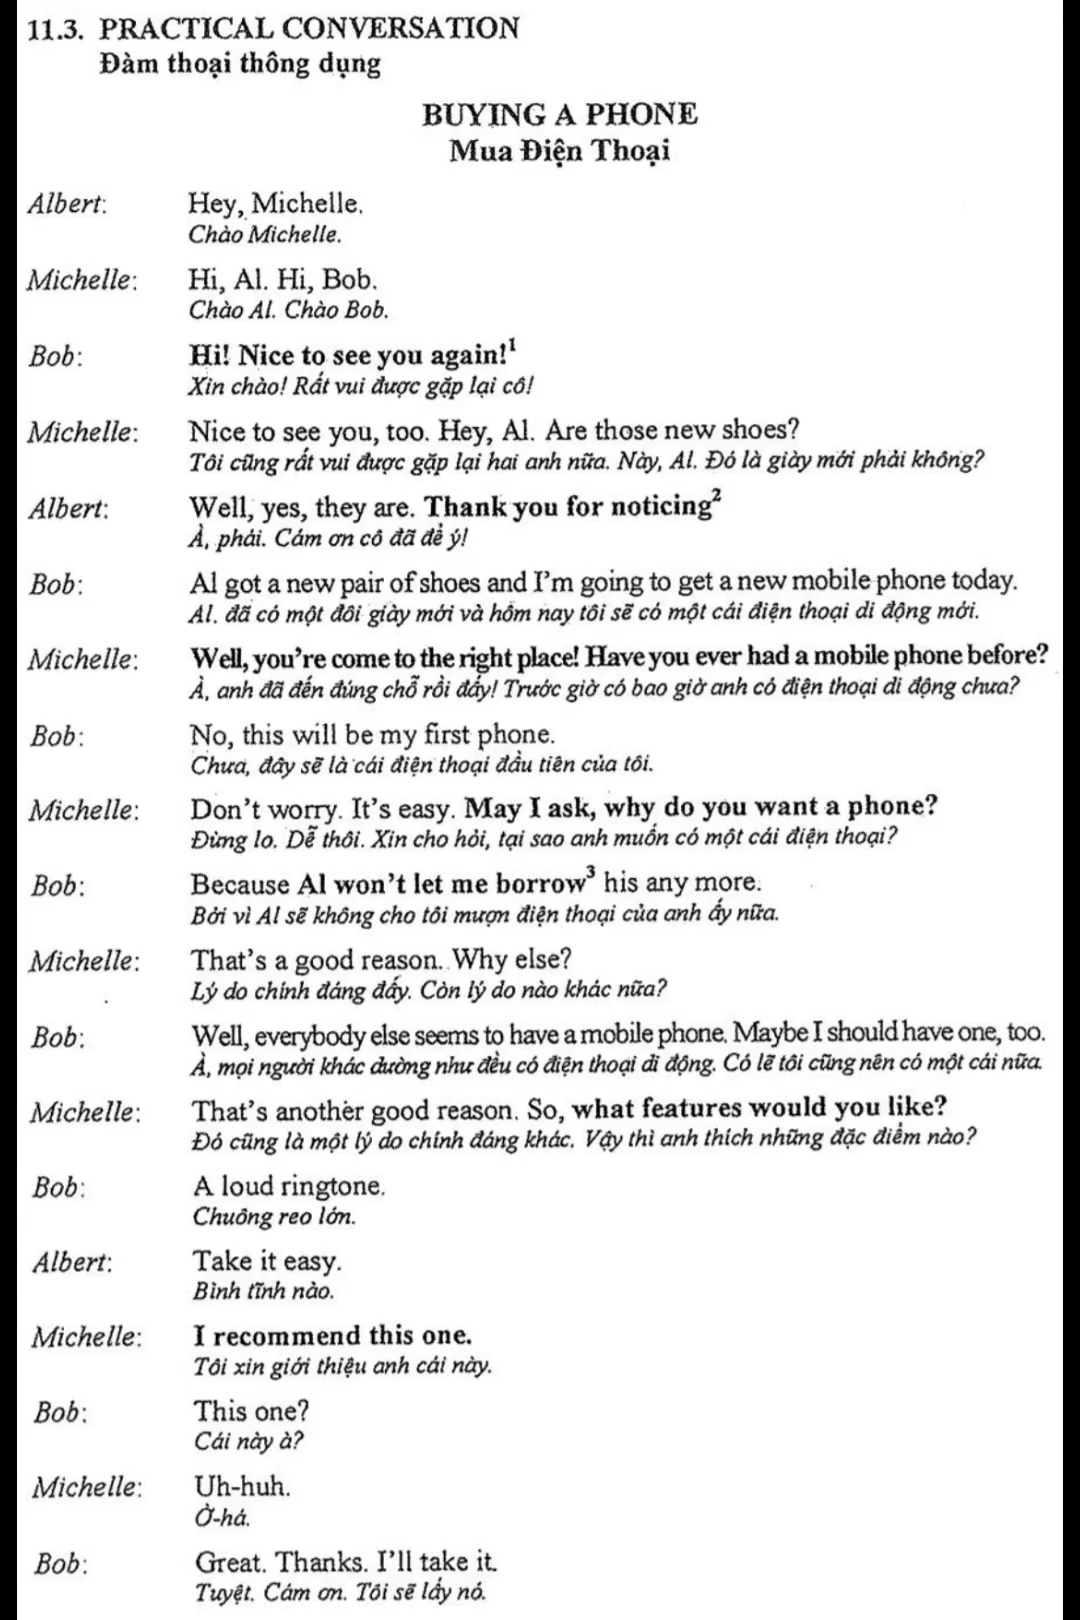 11.3. PRACTICAL CONVERSATION
Đàm thoại thông dụng
BUYING A PHONE
Mua Điện Thoại
Albert: Hey, Michelle.
Chào Michelle.
Michelle: Hi, Al. Hi, Bob.
Chào Al. Chào Bob.
Bob: Hi! Nice to see you again!1
Xin chào! Rất vui được gặp lại cô!
Michelle: Nice to see you, too. Hey, Al. Are those new shoes?
Tôi cũng rất vui được gặp lại hai anh nữa. Này, Al. Đó là giày mới phải không?
Albert: Well, yes, they are. Thank you for noticing2
À, phải. Cám ơn cô đã để ý!
Bob: Al got a new pair of shoes and I'm going to get a new mobile phone today.
Al. đã có một đôi giày mới và hôm nay tôi sẽ có một cái điện thoại di động mới.
Michelle: Well, you're come to the right place! Have you ever had a mobile phone before?
À, anh đã đến đúng chỗ rồi đấy! Trước giờ có bao giờ anh có điện thoại di động chưa?
Bob: No, this will be my first phone.
Chưa, đây sẽ là cái điện thoại đầu tiên của tôi.
Michelle: Don't worry. It's easy. May I ask, why do you want a phone?
Đừng lo. Dễ thôi. Xin cho hỏi, tại sao anh muốn có một cái điện thoại?
Bob: Because Al won't let me borrow3 his any more.
Bởi vì Al sẽ không cho tôi mượn điện thoại của anh ấy nữa.
Michelle: That's a good reason. Why else?
Lý do chính đáng đấy. Còn lý do nào khác nữa?
Bob: Well, everybody else seems to have a mobile phone. Maybe I should have one, too.
À, mọi người khác dường như đều có điện thoại di động. Có lẽ tôi cũng nên có một cái nữa.
Michelle: That's another good reason. So, what features would you like?
Đó cũng là một lý do chính đáng khác. Vậy thì anh thích những đặc điểm nào?
Bob: A loud ringtone.
Chuông reo lớn.
Albert: Take it easy.
Bình tĩnh nào.
Michelle: I recommend this one.
Tôi xin giới thiệu anh cái này.
Bob: This one?
Cái này à?
Michelle: Uh-huh.
Ờ-há.
Bob: Great. Thanks. I'll take it.
Tuyệt. Cám ơn. Tôi sẽ lấy nó.